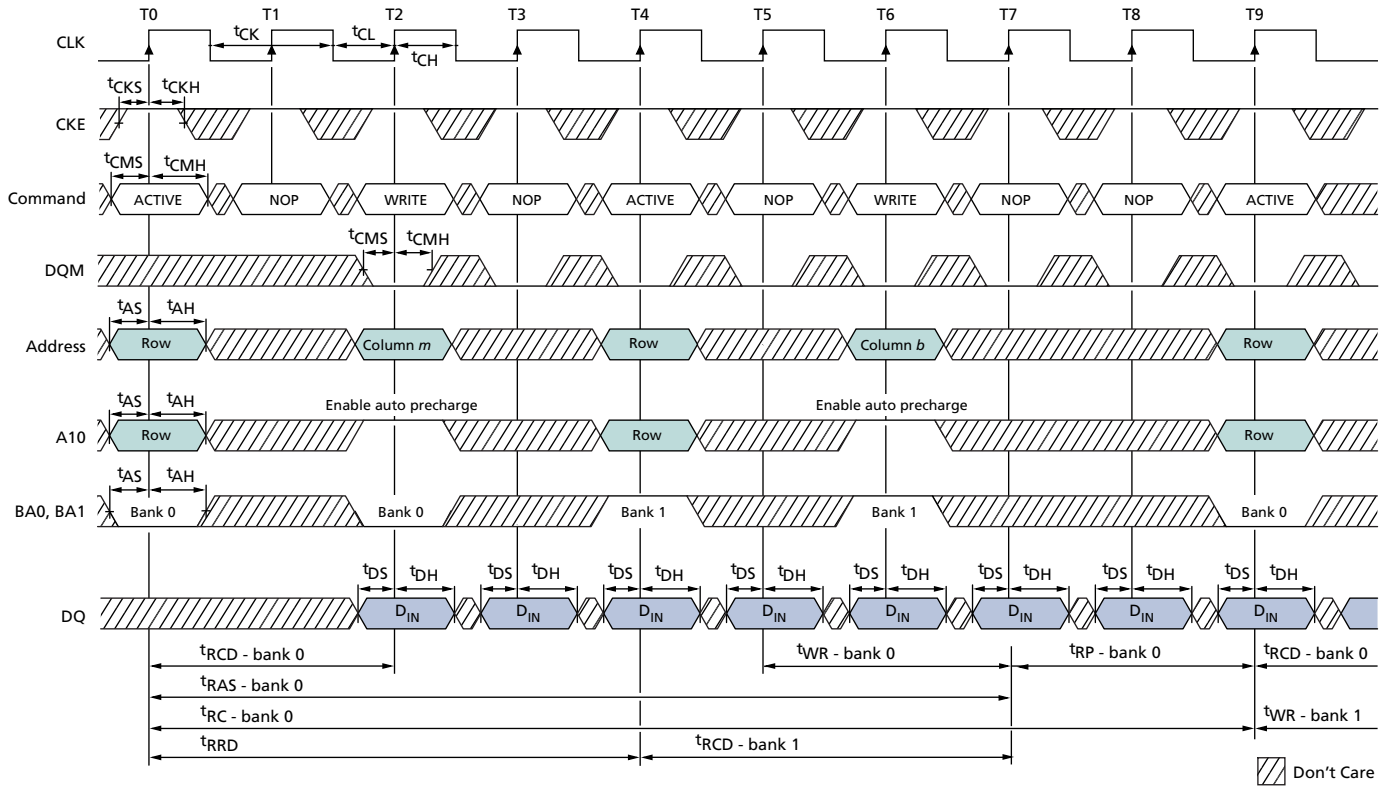 T0 T1 T2 T3 T4 T5 T6 T7 T8 T9
CLK
tCK tCL
tCH
tCKS tCKH
CKE
tCMS tCMH
Command ACTIVE NOP WRITE NOP ACTIVE NOP WRITE NOP NOP ACTIVE
tCMS tCMH
DQM
tAS tAH
Address Row Column m Row Column b Row
tAS tAH Enable auto precharge Enable auto precharge
A10 Row Row Row
tAS tAH
BA0, BA1 Bank 0 Bank 0 Bank 1 Bank 1 Bank 0
tDS tDH tDS tDH tDS tDH tDS tDH tDS tDH tDS tDH tDS tDH tDS tDH
DQ DIN DIN DIN DIN DIN DIN DIN DIN
tRCD - bank 0 tWR - bank 0 tRP - bank 0 tRCD - bank 0
tRAS - bank 0
tRC - bank 0 tWR - bank 1
tRRD tRCD - bank 1
Don't Care